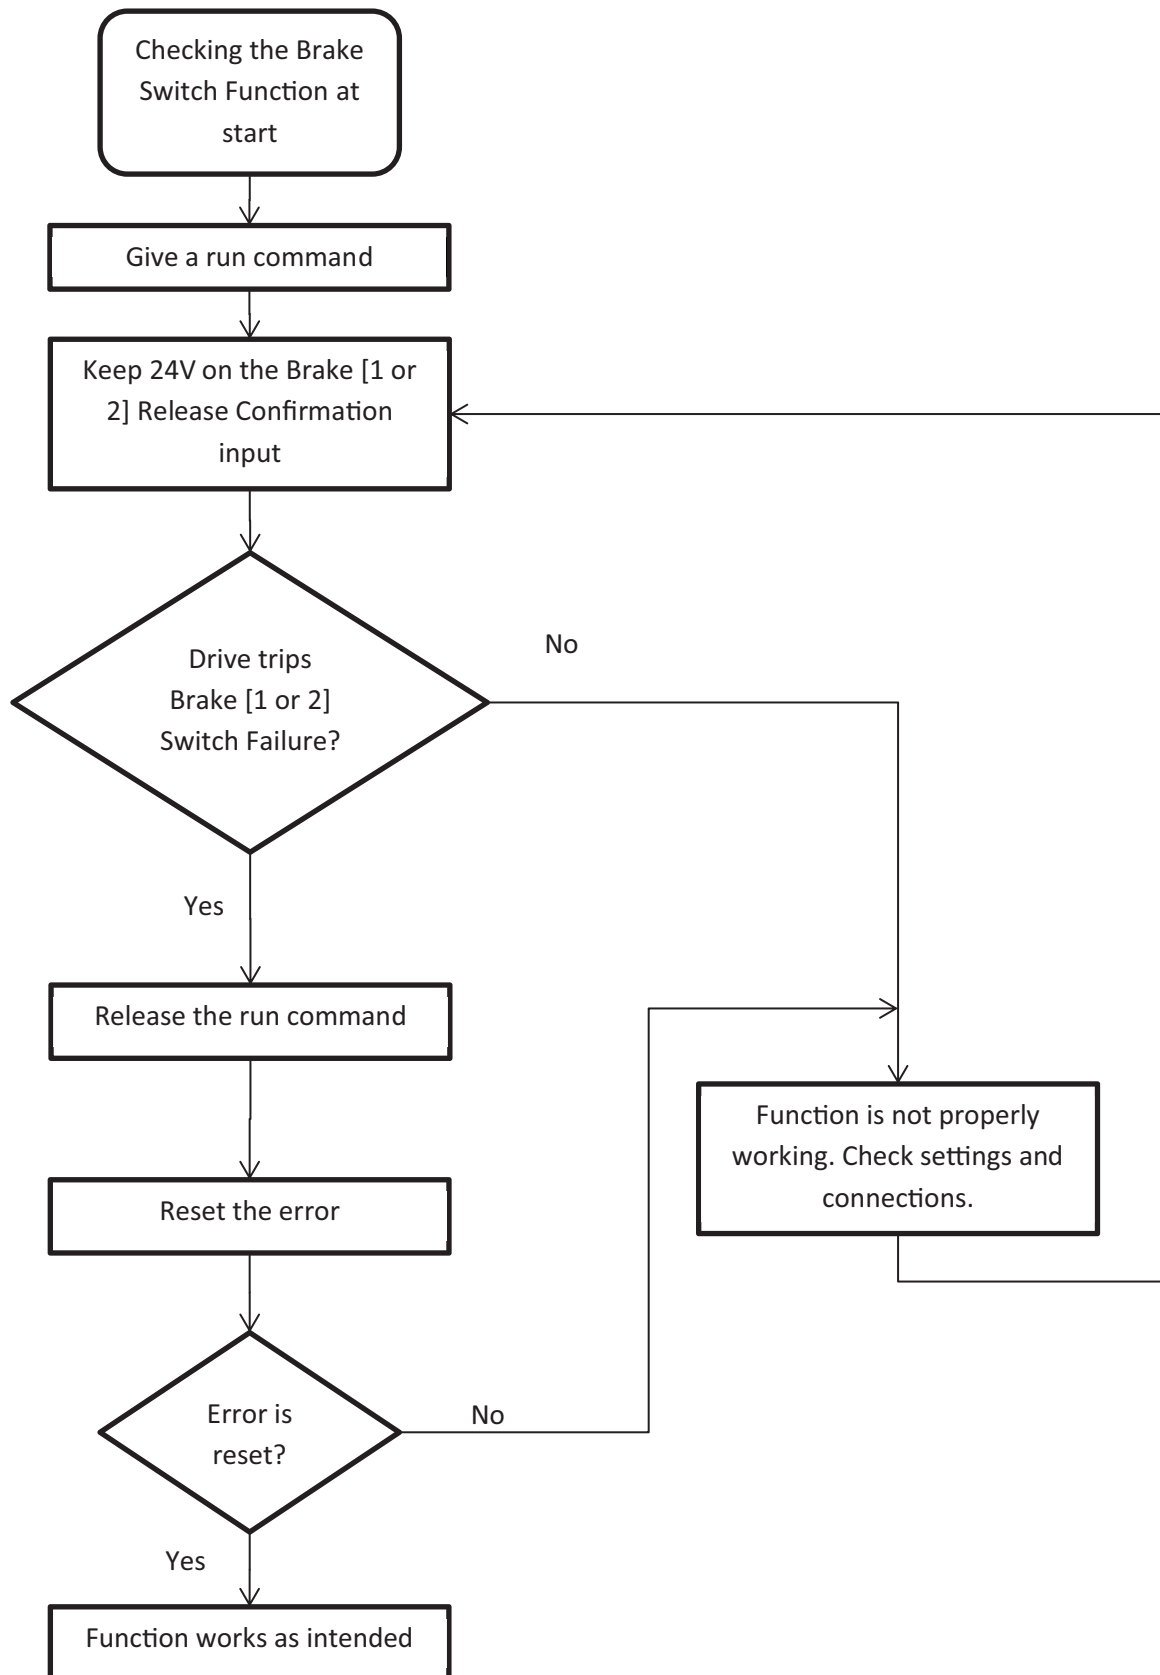 Checking the Brake
Switch Function at
start
Give a run command
Keep 24V on the Brake [1 or
2] Release Confirmation
input
No
Drive trips
Brake [1 or 2]
Switch Failure?
Yes
Release the run command
Function is not properly
working. Check settings and
connections.
Reset the error
Error is
reset?
No
Yes
Function works as intended